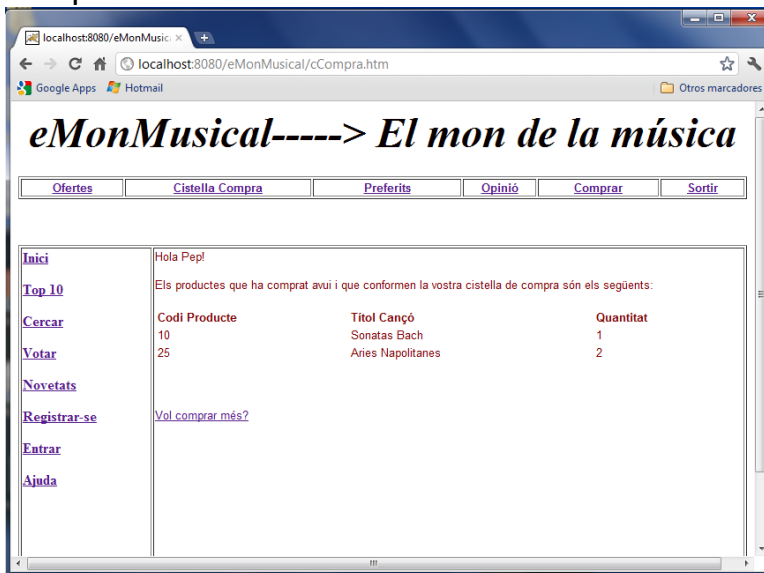 localhost:8080/eMonMusic
localhost:8080/eMonMusical/cCompra.htm
Google Apps Hotmail Otros marcadores
eMonMusical-----> El mon de la música
Ofertes Cistella Compra Preferits Opinió Comprar Sortir
Inici
Top 10
Cercar
Votar
Novetats
Registrar-se
Entrar
Ajuda
Hola Pep!
Els productes que ha comprat avui i que conformen la vostra cistella de compra són els següents:
Codi Producte Títol Cançó Quantitat
10 Sonatas Bach 1
25 Aries Napolitanes 2
Vol comprar més?